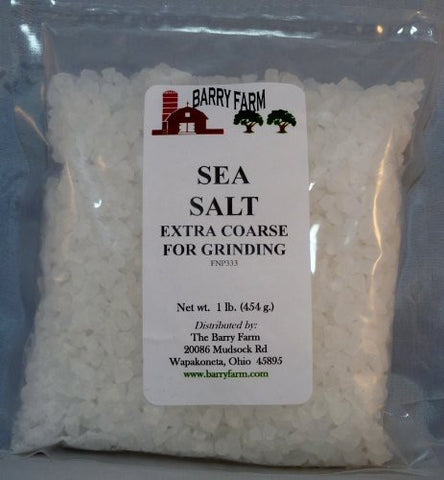 BARRY FARM
SEA
SALT
EXTRA COARSE
FOR GRINDING
FNP333
Net wt. 1 lb. (454 g.)
Distributed by:
The Barry Farm
20086 Mudsock Rd
Wapakoneta, Ohio 45895
www.barryfarm.com